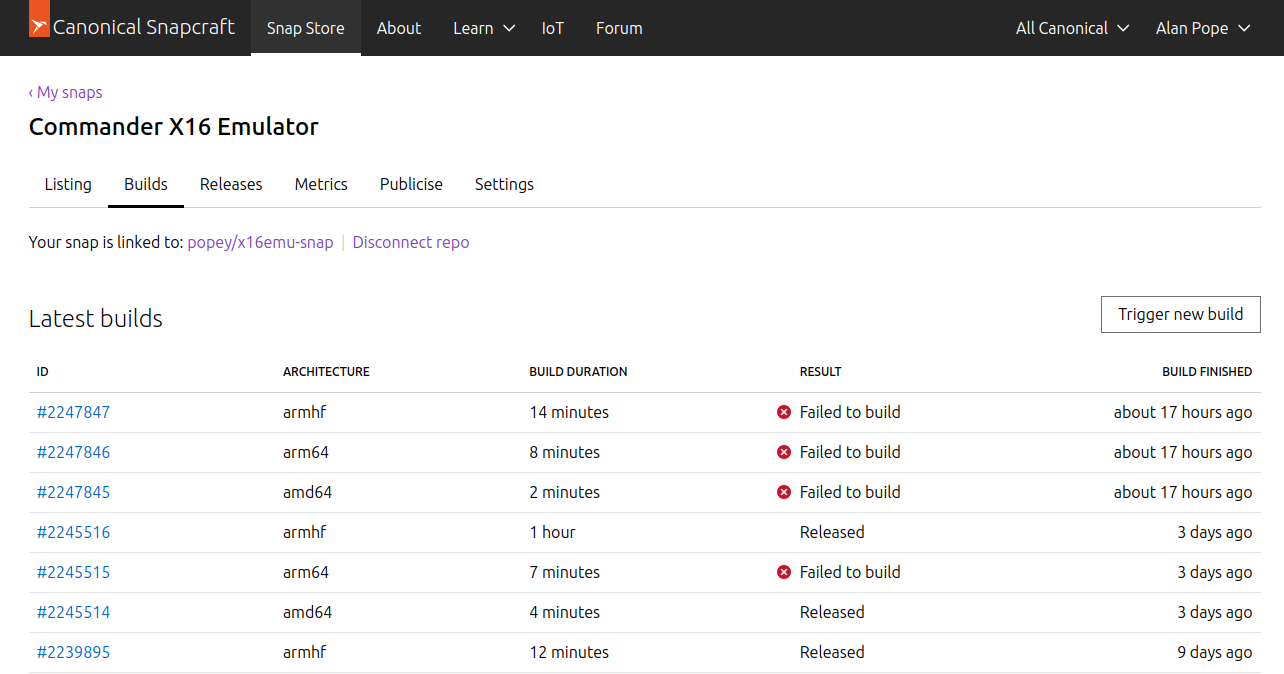 Canonical Snapcraft Snap Store About Learn IoT Forum All Canonical Alan Pope
‹ My snaps
Commander X16 Emulator
Listing Builds Releases Metrics Publicise Settings
Your snap is linked to: popey/x16emu-snap | Disconnect repo
Latest builds Trigger new build
ID ARCHITECTURE BUILD DURATION RESULT BUILD FINISHED
#2247847 armhf 14 minutes Failed to build about 17 hours ago
#2247846 arm64 8 minutes Failed to build about 17 hours ago
#2247845 amd64 2 minutes Failed to build about 17 hours ago
#2245516 armhf 1 hour Released 3 days ago
#2245515 arm64 7 minutes Failed to build 3 days ago
#2245514 amd64 4 minutes Released 3 days ago
#2239895 armhf 12 minutes Released 9 days ago